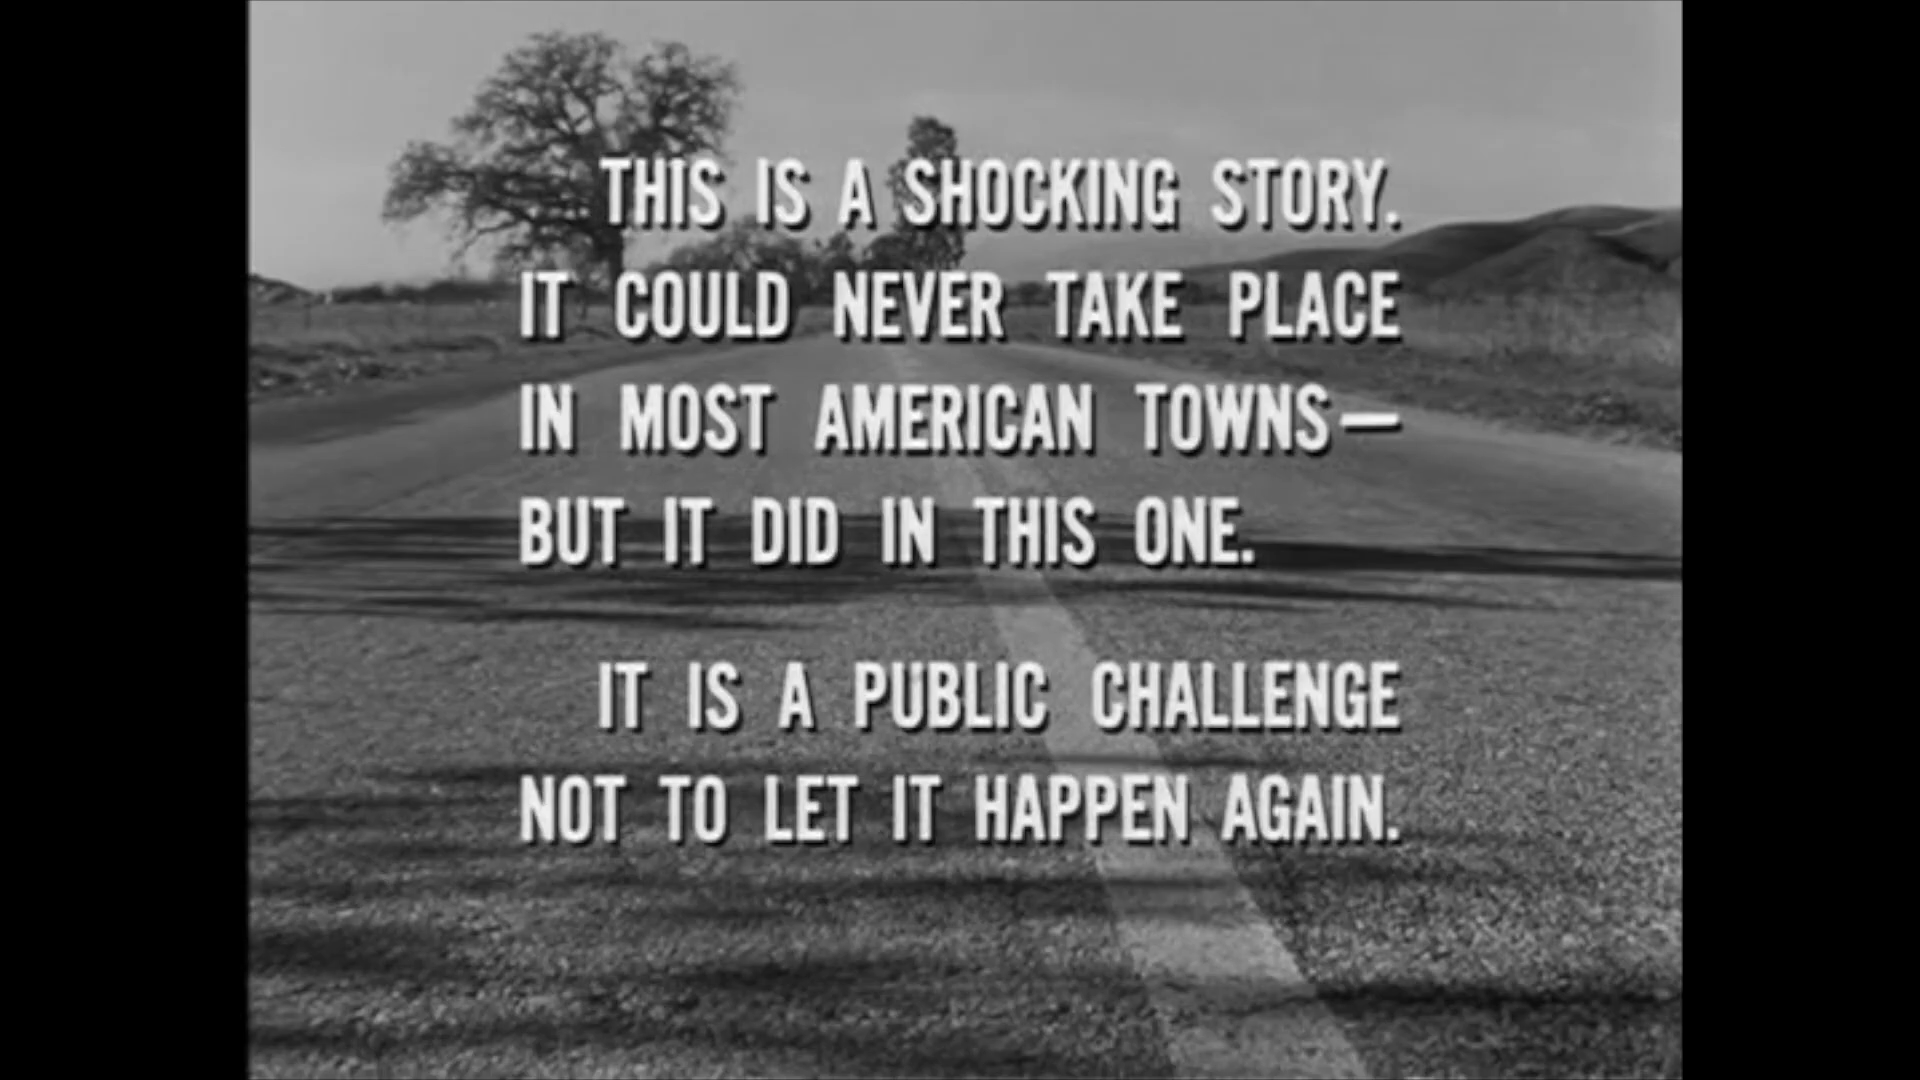 THIS IS A SHOCKING STORY.
IT COULD NEVER TAKE PLACE
IN MOST AMERICAN TOWNS—
BUT IT DID IN THIS ONE.
IT IS A PUBLIC CHALLENGE
NOT TO LET IT HAPPEN AGAIN.